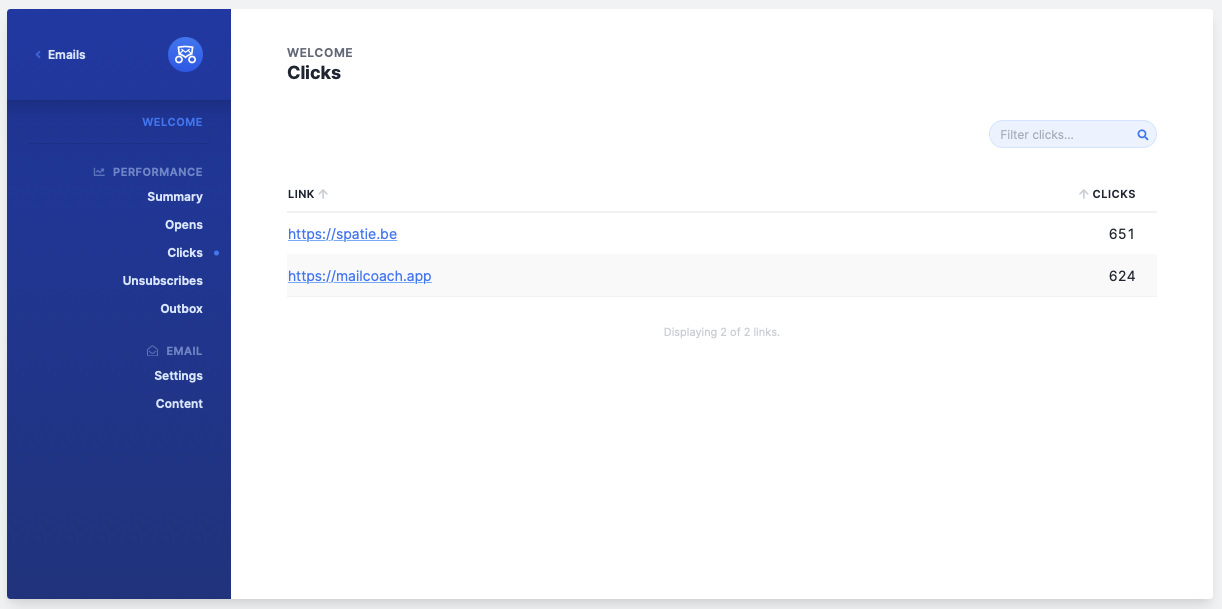 Emails
WELCOME
PERFORMANCE
Summary
Opens
Clicks
Unsubscribes
Outbox
EMAIL
Settings
Content
WELCOME
Clicks
Filter clicks...
LINK CLICKS
https://spatie.be 651
https://mailcoach.app 624
Displaying 2 of 2 links.